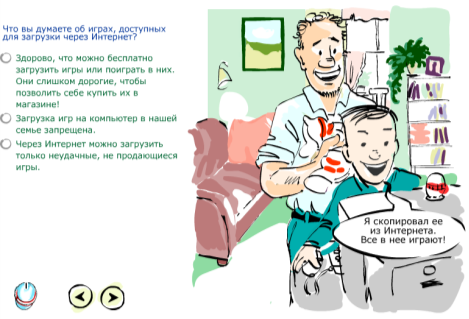 Что вы думаете об играх, доступных
для загрузки через Интернет?
Здорово, что можно бесплатно
загрузить игры или поиграть в них.
Они слишком дорогие, чтобы
позволить себе купить их в
магазине!
Загрузка игр на компьютер в нашей
семье запрещена.
Через Интернет можно загрузить
только неудачные, не продающиеся
игры.
Я скопировал ее
из Интернета.
Все в нее играют!